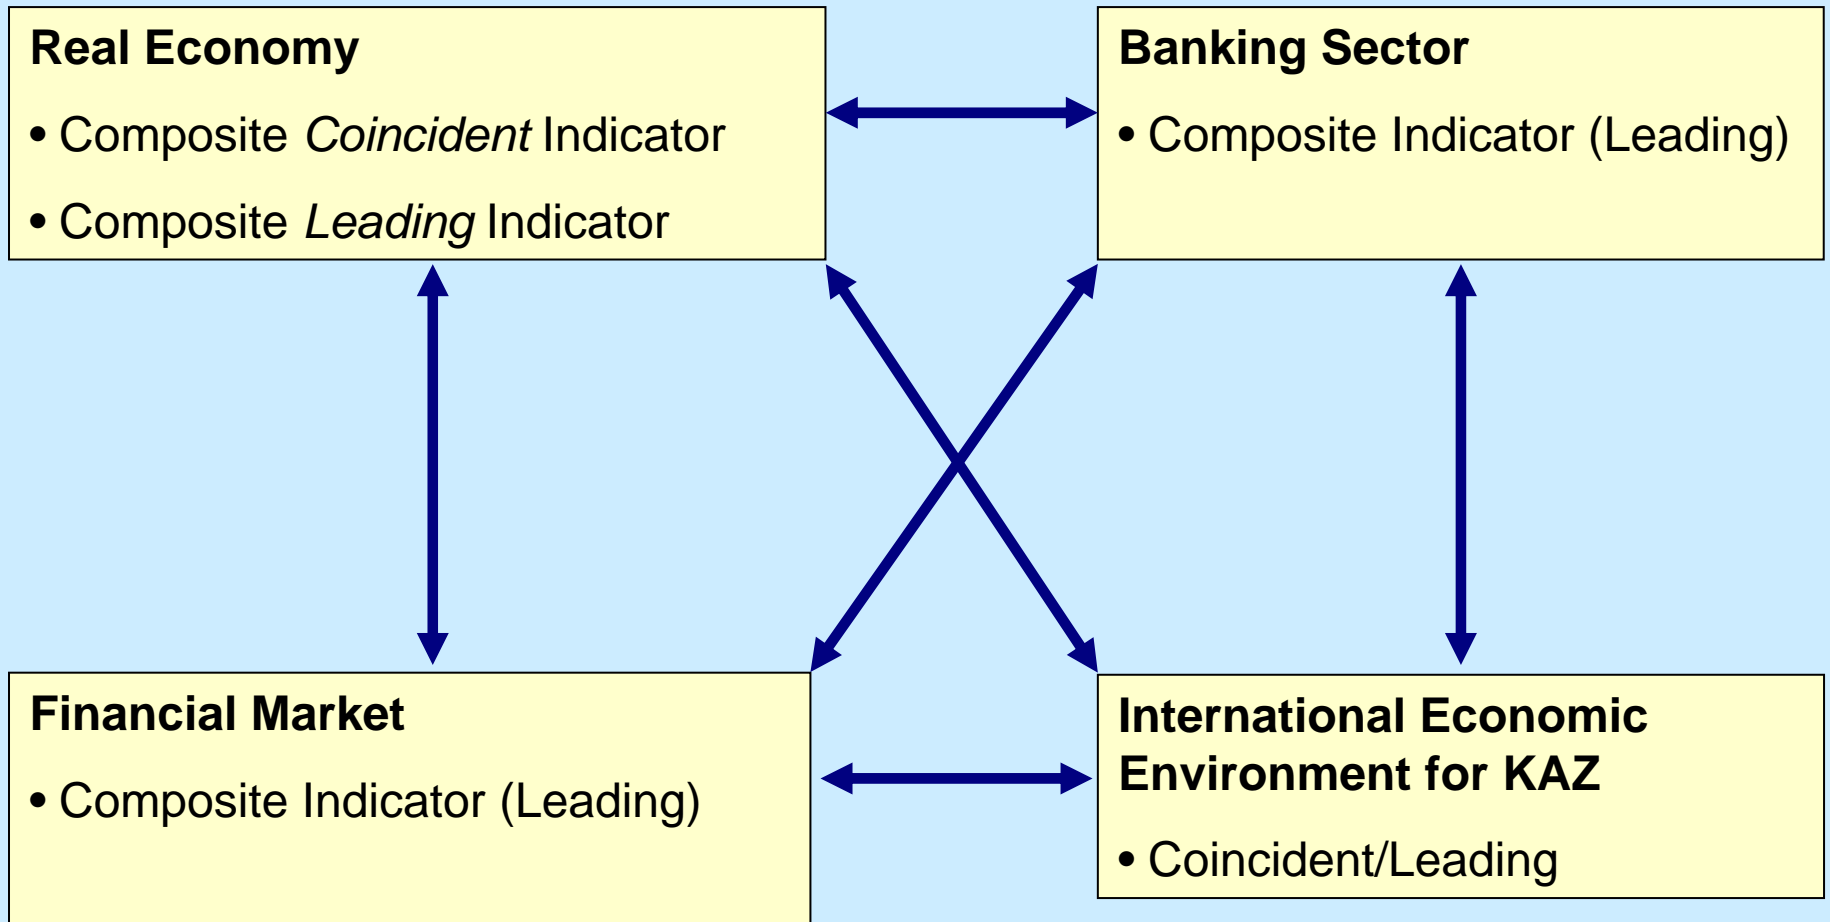 Real Economy
• Composite Coincident Indicator
• Composite Leading Indicator
Banking Sector
• Composite Indicator (Leading)
Financial Market
• Composite Indicator (Leading)
International Economic
Environment for KAZ
• Coincident/Leading